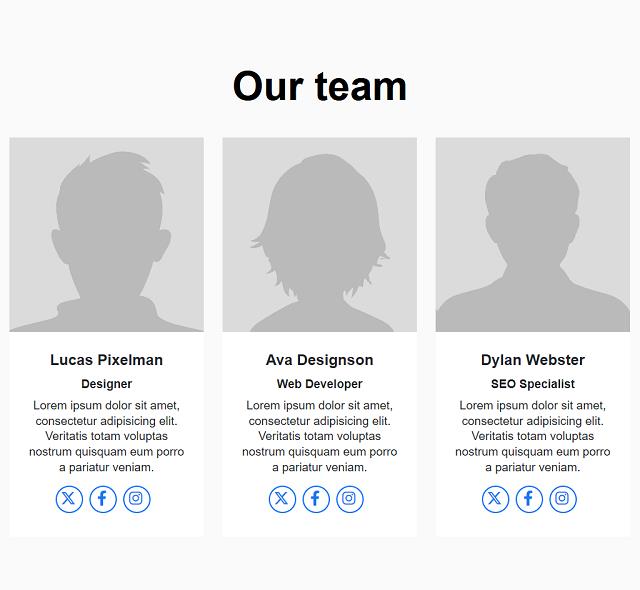 Our team
Lucas Pixelman
Designer
Lorem ipsum dolor sit amet,
consectetur adipisicing elit.
Veritatis totam voluptas
nostrum quisquam eum porro
a pariatur veniam.
Ava Designson
Web Developer
Lorem ipsum dolor sit amet,
consectetur adipisicing elit.
Veritatis totam voluptas
nostrum quisquam eum porro
a pariatur veniam.
Dylan Webster
SEO Specialist
Lorem ipsum dolor sit amet,
consectetur adipisicing elit.
Veritatis totam voluptas
nostrum quisquam eum porro
a pariatur veniam.